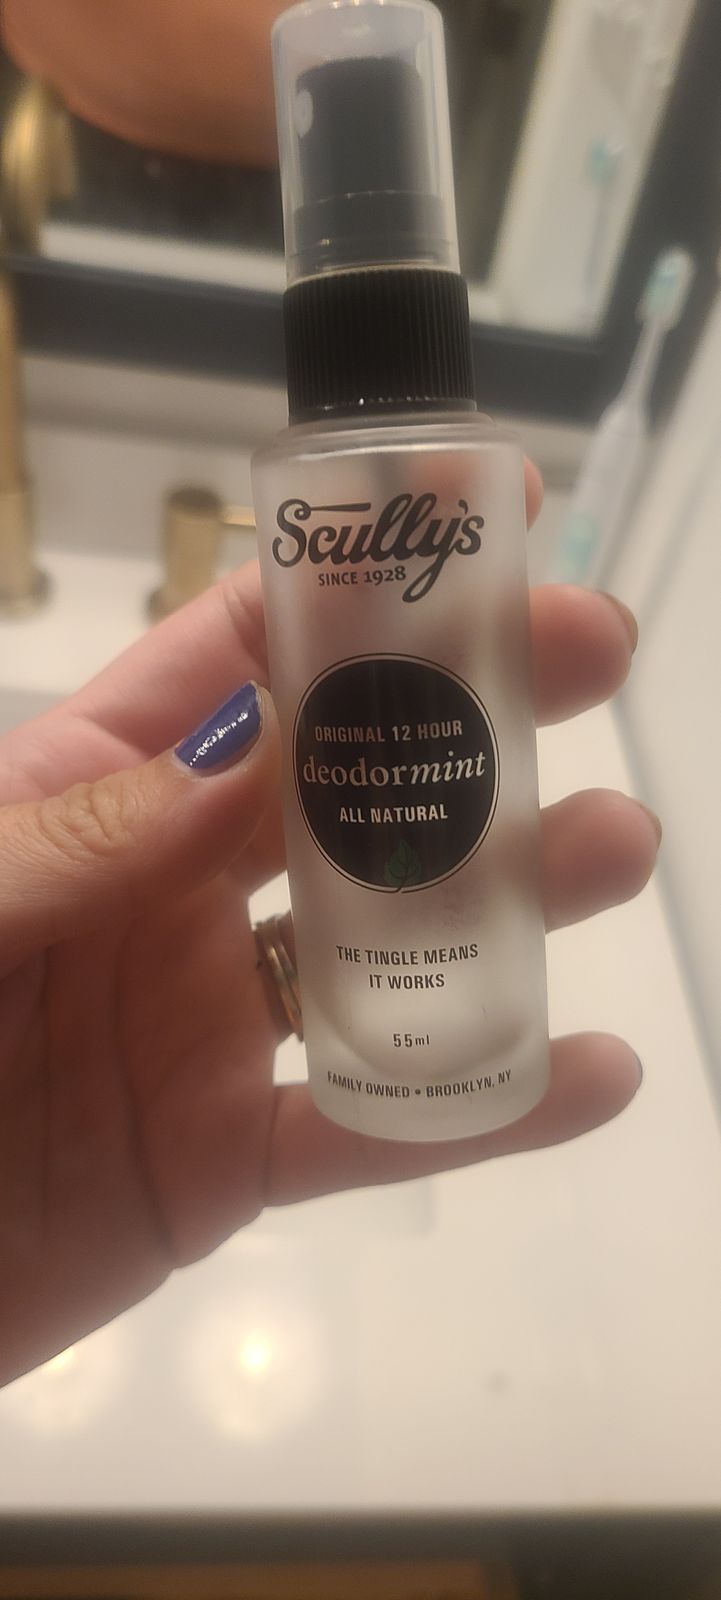 Scully's
SINCE 1928
ORIGINAL 12 HOUR
deodormint
ALL NATURAL
THE TINGLE MEANS
IT WORKS
55ml
FAMILY OWNED • BROOKLYN, NY